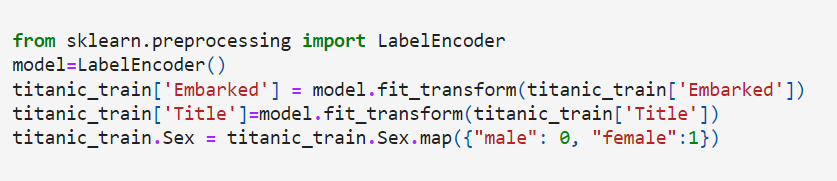 from sklearn.preprocessing import LabelEncoder
model=LabelEncoder()
titanic_train['Embarked'] = model.fit_transform(titanic_train['Embarked'])
titanic_train['Title']=model.fit_transform(titanic_train['Title'])
titanic_train.Sex = titanic_train.Sex.map({"male": 0, "female":1})